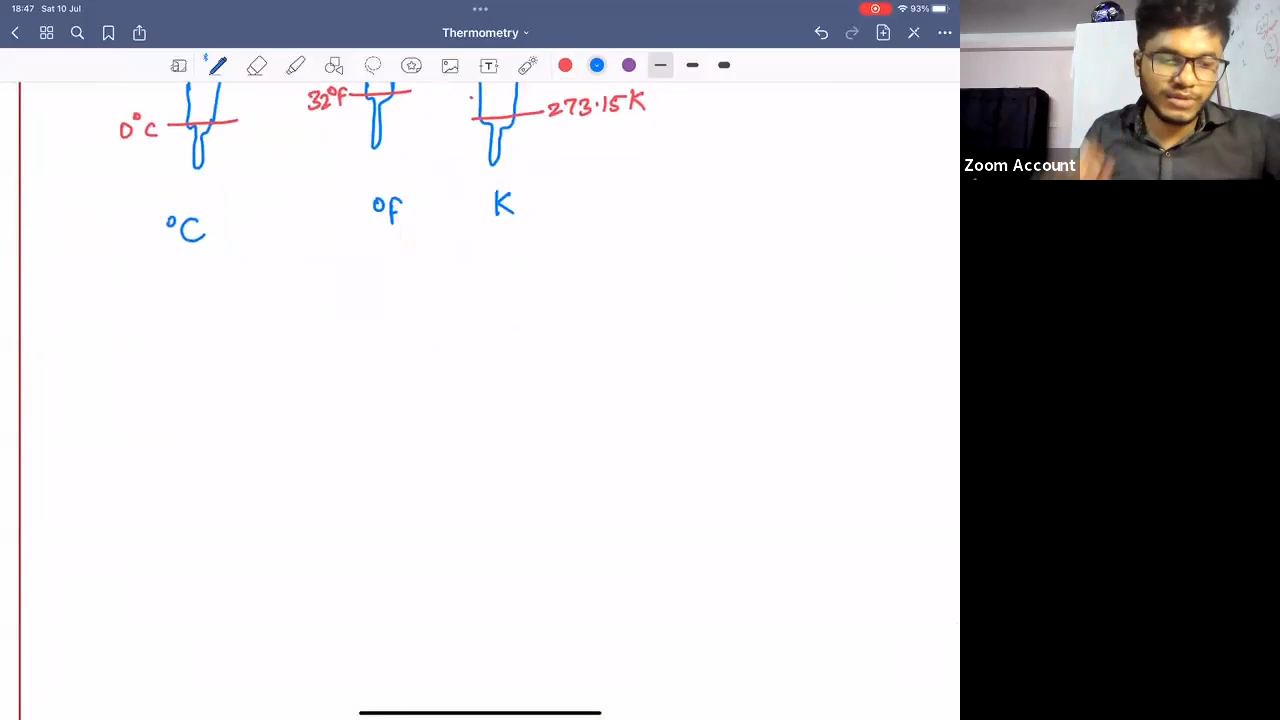 18:47 Sat 10 Jul
93%
Thermometry
T
0°C
32°F
273.15K
°C
°F
K
Zoom Account